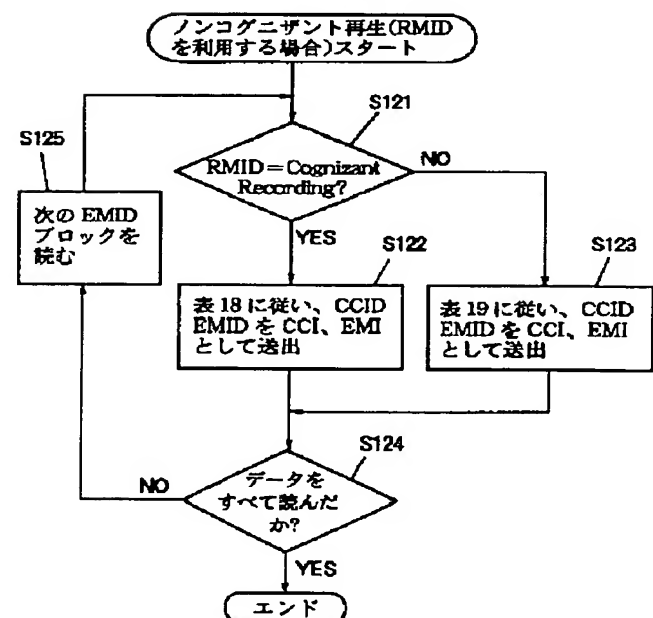 ノンコグニザント再生(RMID
を利用する場合)スタート
S121
RMID=Cognizant
Recording?
NO
YES
S125
次の EMID
ブロックを
読む
S122
表 18 に従い、CCID
EMID を CCI、EMI
として送出
S123
表 19 に従い、CCID
EMID を CCI、EMI
として送出
S124
データを
すべて読んだ
か?
NO
YES
エンド